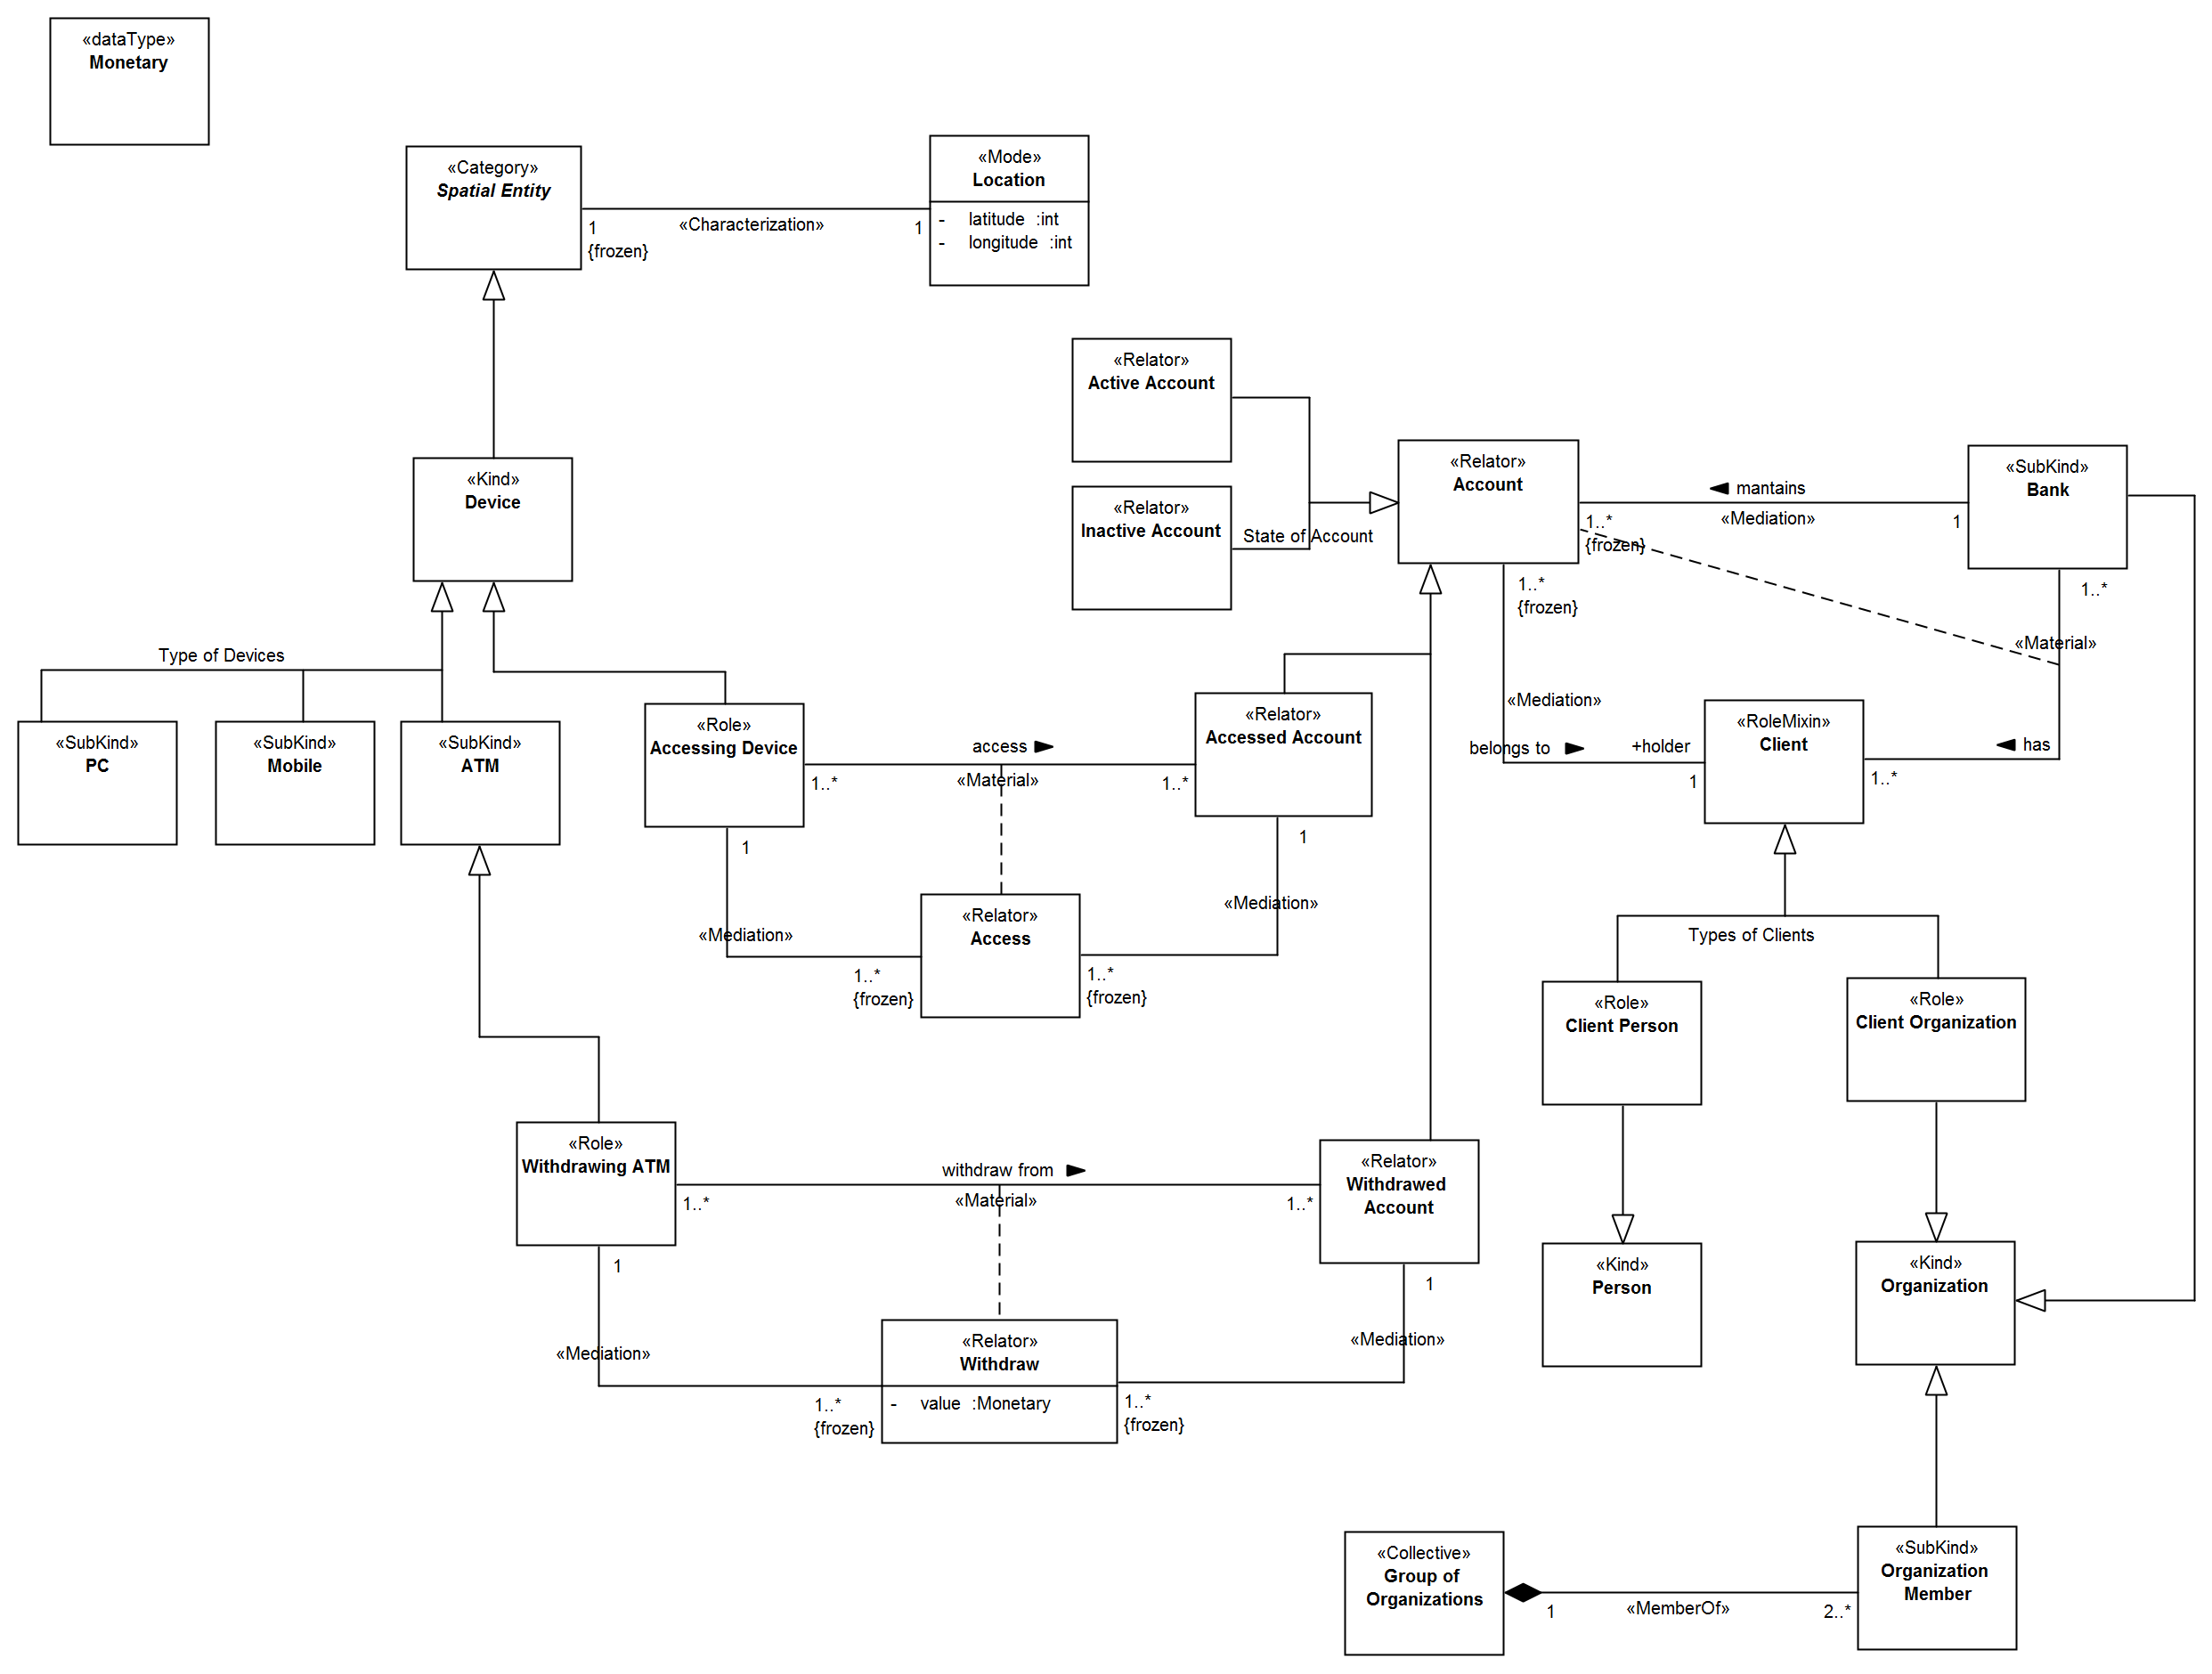 «dataType»
Monetary
«Category»
Spatial Entity
1
{frozen}
«Characterization»
1
«Mode»
Location
- latitude :int
- longitude :int
«Kind»
Device
Type of Devices
«SubKind»
PC
«SubKind»
Mobile
«SubKind»
ATM
«Relator»
Active Account
«Relator»
Inactive Account
State of Account
«Relator»
Account
1..*
{frozen}
mantains
«Mediation»
1
«SubKind»
Bank
1..*
«Material»
has
1..*
1..*
{frozen}
«Mediation»
belongs to
+holder
1
«RoleMixin»
Client
«Role»
Accessing Device
access
«Material»
1..*
1..*
«Relator»
Accessed Account
1
1
«Mediation»
«Mediation»
«Relator»
Access
1..*
{frozen}
1..*
{frozen}
Types of Clients
«Role»
Client Person
«Role»
Client Organization
«Role»
Withdrawing ATM
withdraw from
«Material»
1..*
1..*
«Relator»
Withdrawed
Account
1
1
«Mediation»
«Mediation»
«Relator»
Withdraw
- value :Monetary
1..*
{frozen}
1..*
{frozen}
«Kind»
Person
«Kind»
Organization
«Collective»
Group of
Organizations
1
«MemberOf»
2..*
«SubKind»
Organization
Member